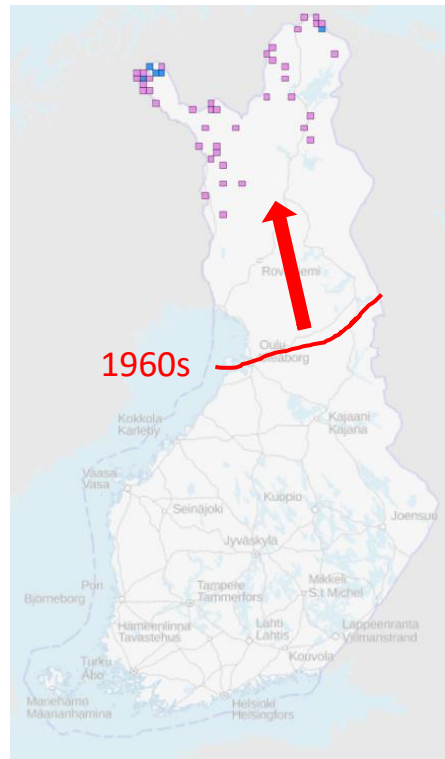 Rovaniemi
Oulu
Uleåborg
1960s
Kokkola
Karleby
Kajaani
Kajana
Vaasa
Vasa
Kuopio
Seinäjoki
Joensuu
Jyväskylä
Pori
Björneborg
Tampere
Tammerfors
Mikkeli
S:t Michel
Hämeenlinna
Tavastehus
Lahti
Lahtis
Lappeenranta
Villmanstrand
Kouvola
Turku
Åbo
Mariehamn
Maarianhamina
Helsinki
Helsingfors